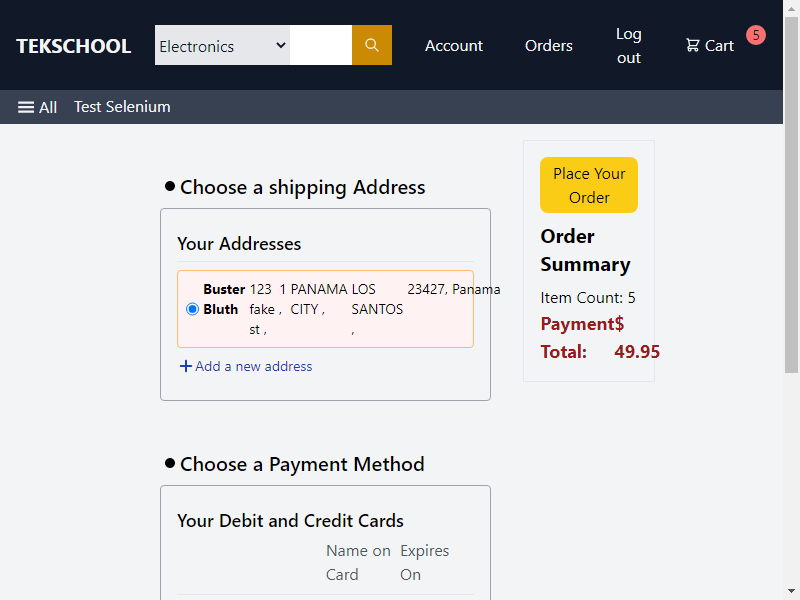 TEKSCHOOL
Electronics
Account
Orders
Log out
Cart
5
All
Test Selenium
Choose a shipping Address
Your Addresses
Buster Bluth
123 fake st ,
1 ,
PANAMA CITY ,
LOS SANTOS ,
23427, Panama
Add a new address
Place Your Order
Order Summary
Item Count: 5
Payment Total:
$ 49.95
Choose a Payment Method
Your Debit and Credit Cards
Name on Card
Expires On